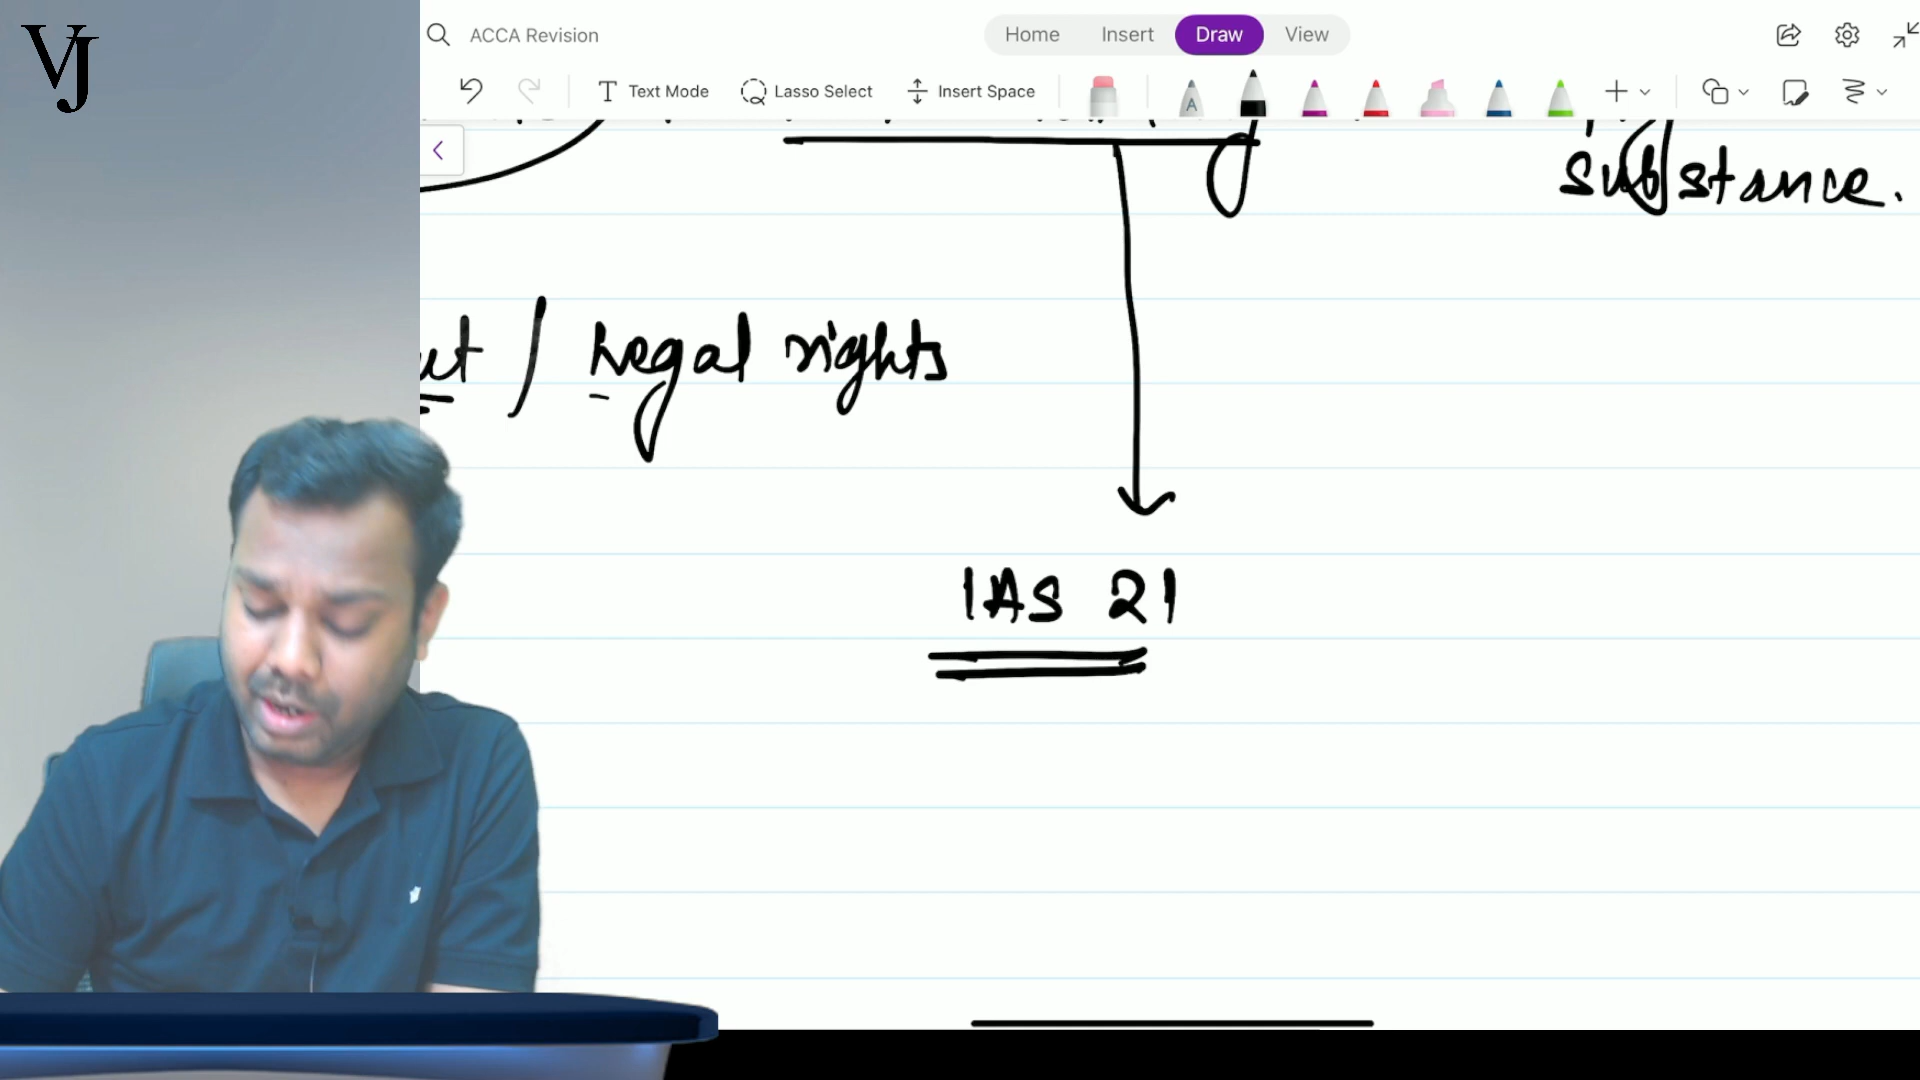 VJ
ACCA Revision
Home Insert Draw View
Text Mode Lasso Select Insert Space
A
substance.
/ Legal rights
IAS 21